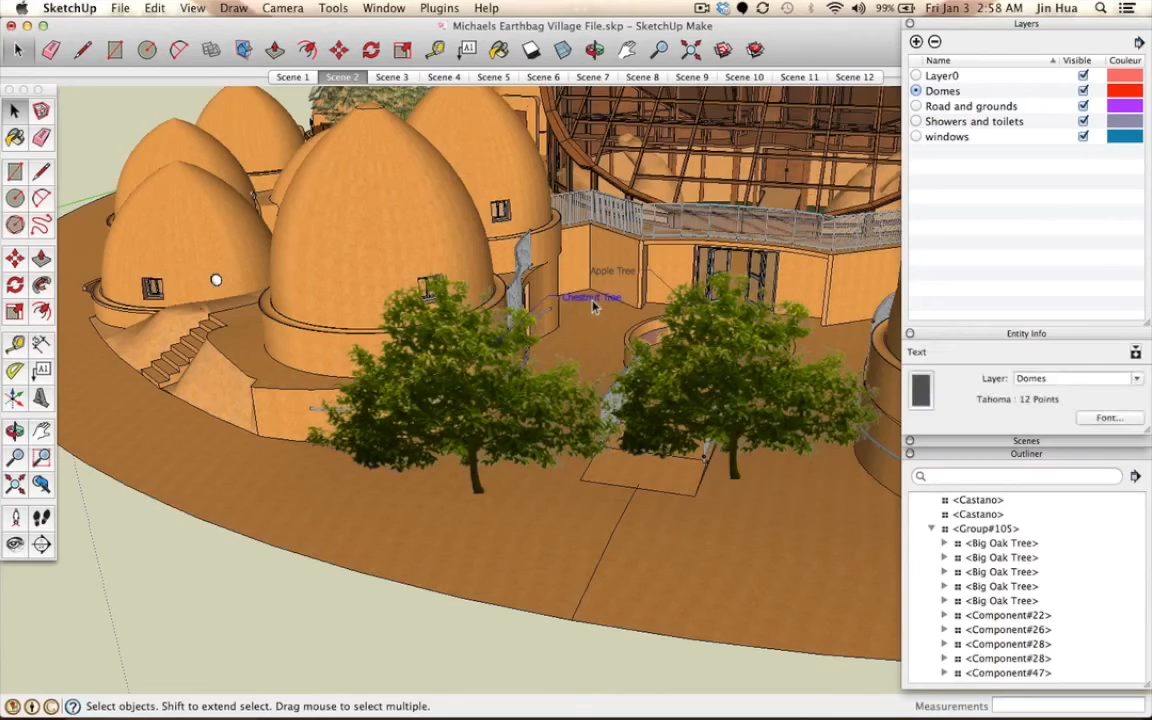 SketchUp File Edit View Draw Camera Tools Window Plugins Help 99% Fri Jan 3 2:58 AM Jin Hua
Michaels Earthbag Village File.skp - SketchUp Make
Scene 1 Scene 2 Scene 3 Scene 4 Scene 5 Scene 6 Scene 7 Scene 8 Scene 9 Scene 10 Scene 11 Scene 12
Apple Tree
Chestnut Tree
Layers
Name Visible Couleur
Layer0
Domes
Road and grounds
Showers and toilets
windows
Entity Info
Text
Layer: Domes
Tahoma : 12 Points
Font...
Scenes
Outliner
<Castano>
<Castano>
<Group#105>
<Big Oak Tree>
<Big Oak Tree>
<Big Oak Tree>
<Big Oak Tree>
<Big Oak Tree>
<Component#22>
<Component#26>
<Component#28>
<Component#28>
<Component#47>
Select objects. Shift to extend select. Drag mouse to select multiple.
Measurements